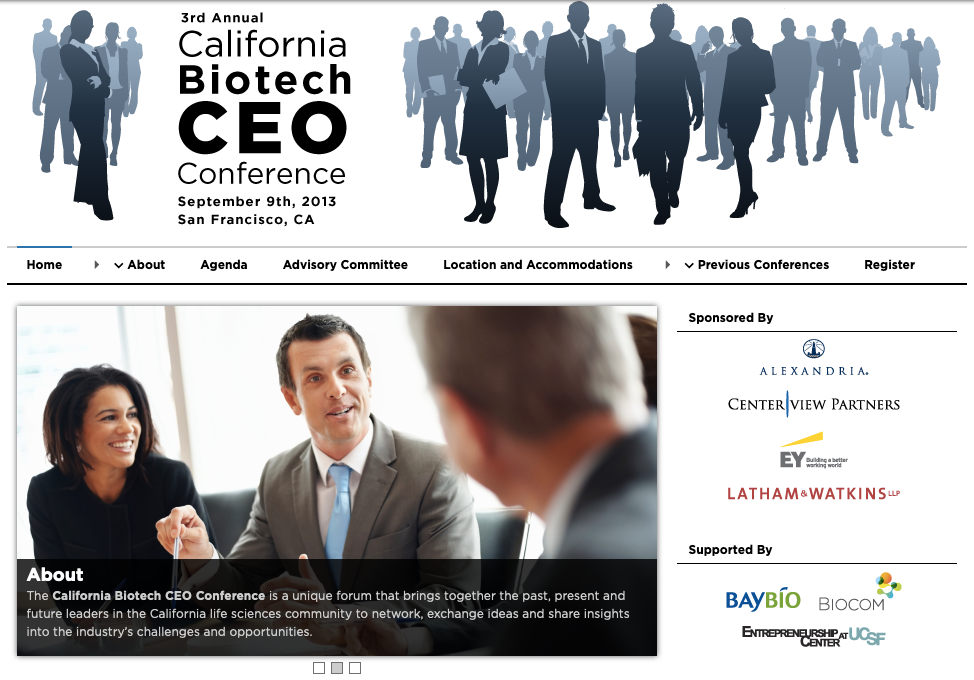 3rd Annual
California
Biotech
CEO
Conference
September 9th, 2013
San Francisco, CA
Home
About
Agenda
Advisory Committee
Location and Accommodations
Previous Conferences
Register
About
The California Biotech CEO Conference is a unique forum that brings together the past, present and
future leaders in the California life sciences community to network, exchange ideas and share insights
into the industry's challenges and opportunities.
Sponsored By
ALEXANDRIA.
CENTERVIEW PARTNERS
EY Building a better
working world
LATHAM&WATKINS LLP
Supported By
BAYBIO
BIOCOM
ENTREPRENEURSHIP AT UCSF
CENTER